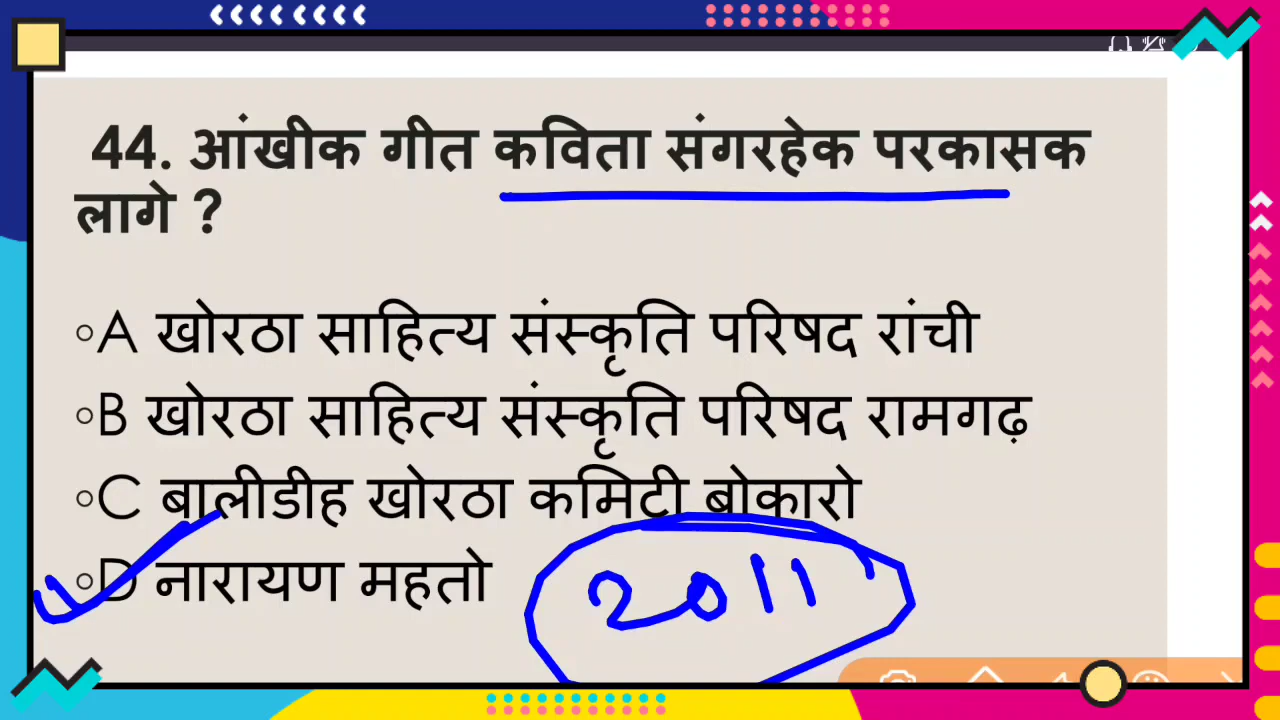 44. आंखीक गीत कविता संगरहेक परकासक
लागे ?
◦A खोरठा साहित्य संस्कृति परिषद रांची
◦B खोरठा साहित्य संस्कृति परिषद रामगढ़
◦C बालीडीह खोरठा कमिटी बोकारो
◦D नारायण महतो
2011